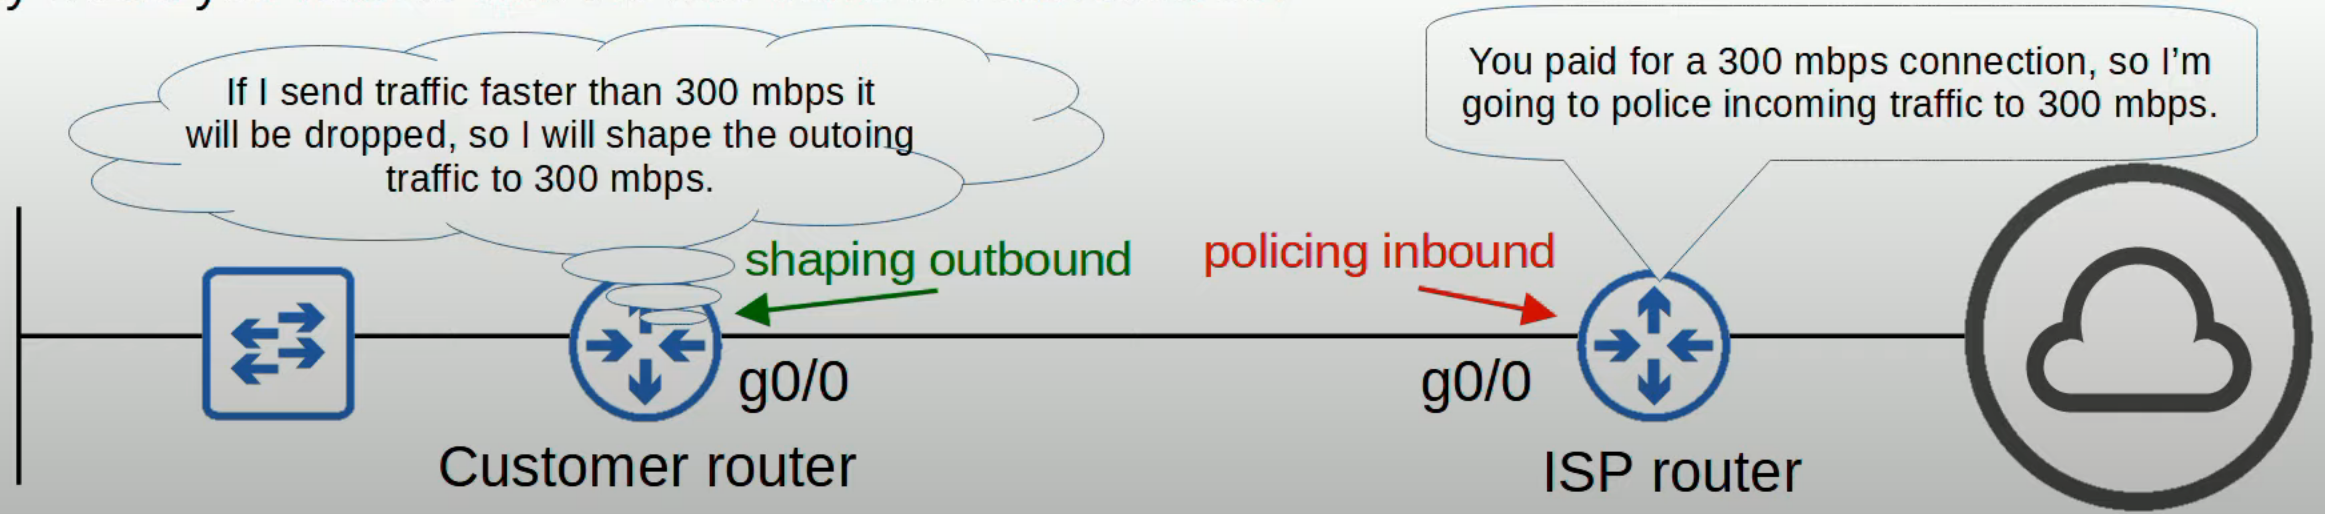 If I send traffic faster than 300 mbps it
will be dropped, so I will shape the outoing
traffic to 300 mbps.
You paid for a 300 mbps connection, so I'm
going to police incoming traffic to 300 mbps.
shaping outbound
policing inbound
g0/0
g0/0
Customer router
ISP router